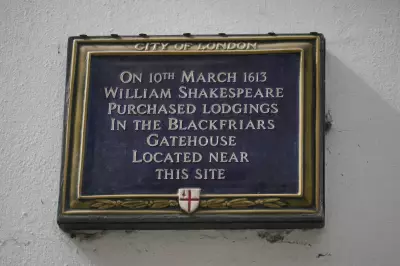 CITY OF LONDON
ON 10TH MARCH 1613
WILLIAM SHAKESPEARE
PURCHASED LODGINGS
IN THE BLACKFRIARS
GATEHOUSE
LOCATED NEAR
THIS SITE